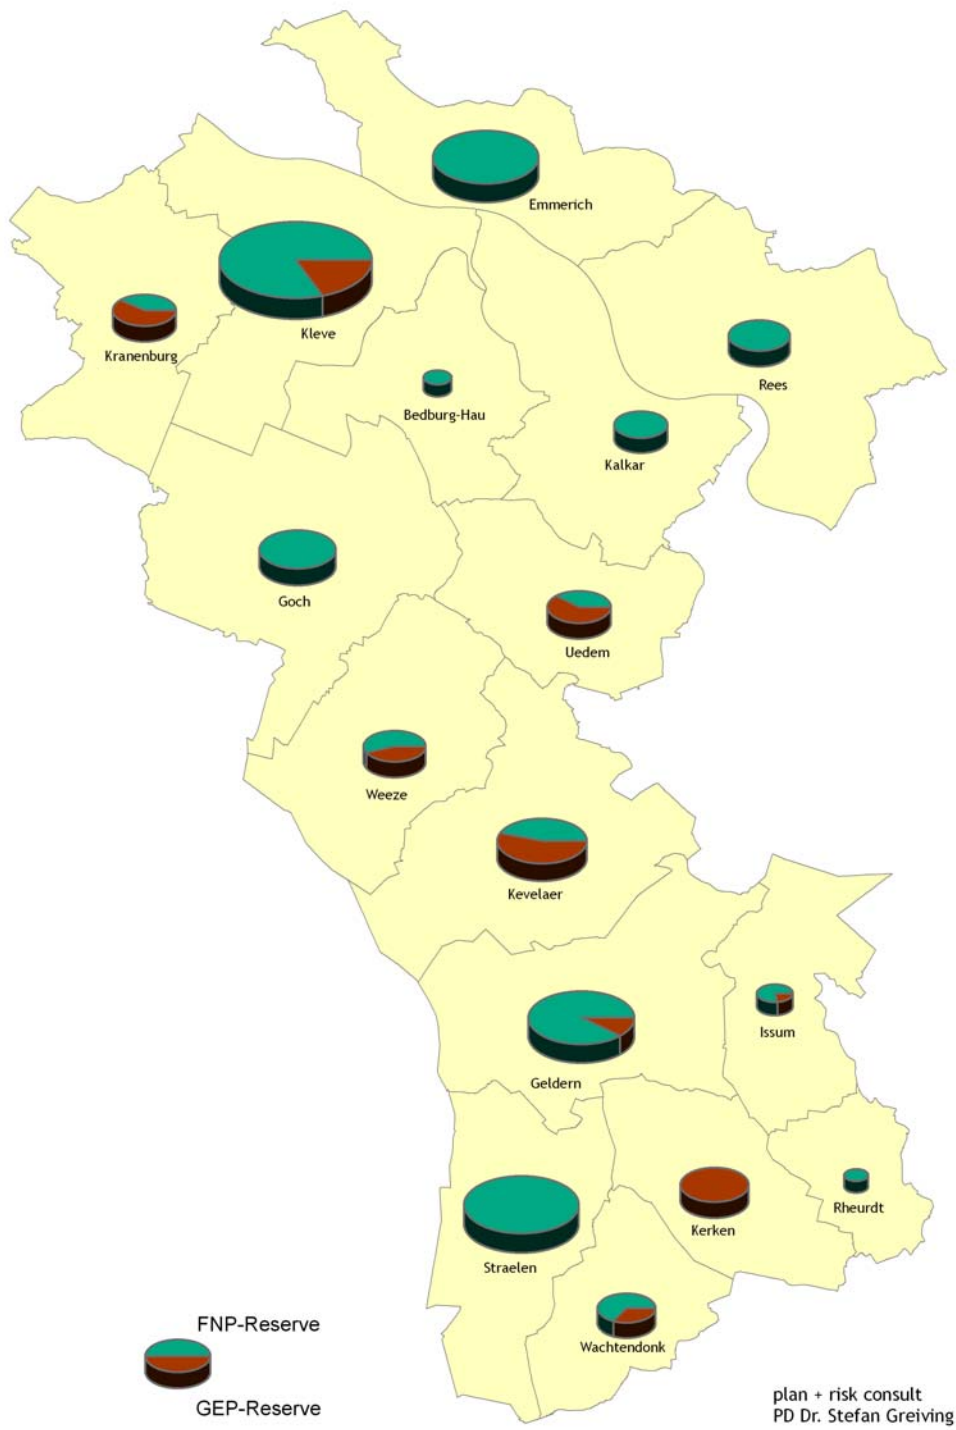 Emmerich
Kleve
Kranenburg
Rees
Bedburg-Hau
Kalkar
Goch
Uedem
Weeze
Kevelaer
Issum
Geldern
Rheurdt
Kerken
Straelen
Wachtendonk
FNP-Reserve
GEP-Reserve
plan + risk consult
PD Dr. Stefan Greiving